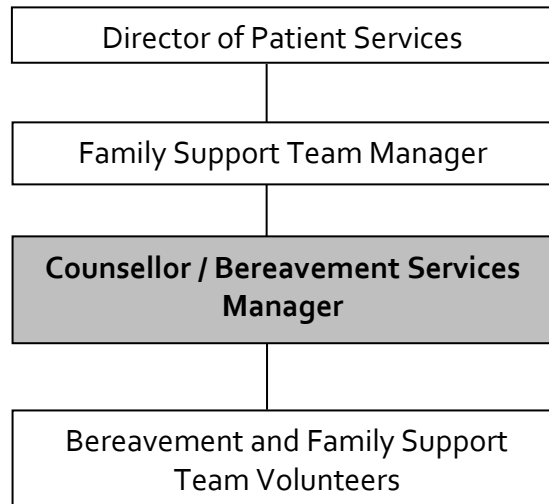 Director of Patient Services
Family Support Team Manager
Counsellor / Bereavement Services
Manager
Bereavement and Family Support
Team Volunteers